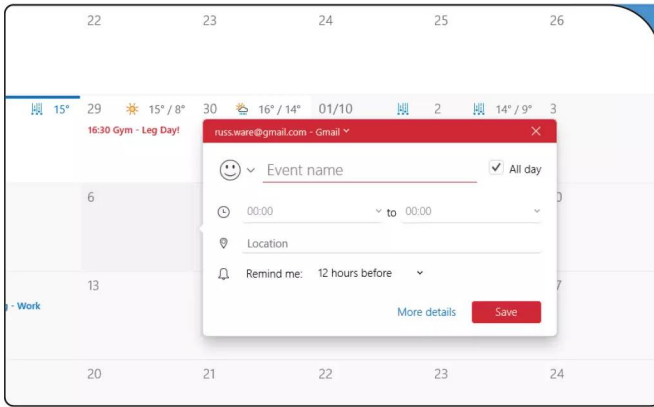 22 23 24 25 26
15° 29 15° / 8° 30 16° / 14° 01/10 2 14° / 9° 3
16:30 Gym - Leg Day!
russ.ware@gmail.com - Gmail
Event name
All day
6
00:00 to 00:00
Location
Remind me: 12 hours before
13
- Work
More details Save
20 21 22 23 24